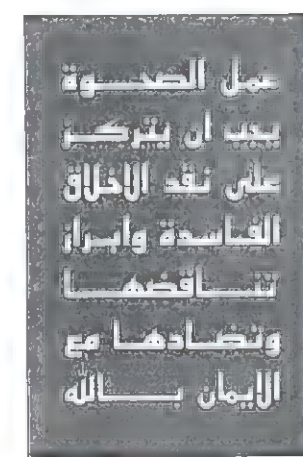 عمل الصحوة
يجب ان يتركز
على نقد الاخلاق
الفاسدة وابراز
تناقضها
وتضادها مع
الايمان بالله